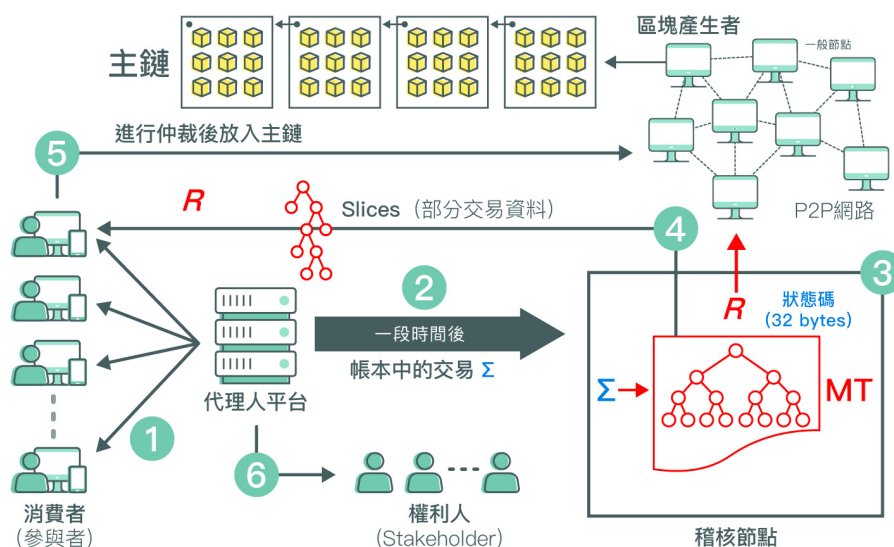 區塊產生者
一般節點
主鏈
進行仲裁後放入主鏈
5
R
Slices (部分交易資料)
P2P網路
4
3
2
R
狀態碼
(32 bytes)
一段時間後
帳本中的交易 Σ
Σ
MT
代理人平台
1
6
消費者
(參與者)
權利人
(Stakeholder)
稽核節點